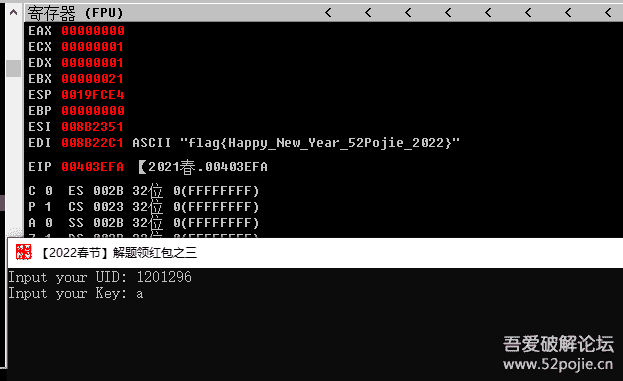 寄存器 (FPU) < < < < < < < <
EAX 00000000
ECX 00000001
EDX 00000001
EBX 00000021
ESP 0019FCE4
EBP 00000000
ESI 008B2351
EDI 008B22C1 ASCII "flag{Happy_New_Year_52Pojie_2022}"
EIP 00403EFA 【2021春.00403EFA
C 0 ES 002B 32位 0(FFFFFFFF)
P 1 CS 0023 32位 0(FFFFFFFF)
A 0 SS 002B 32位 0(FFFFFFFF)
【2022春节】解题领红包之三
Input your UID: 1201296
Input your Key: a
吾爱破解论坛
www.52pojie.cn